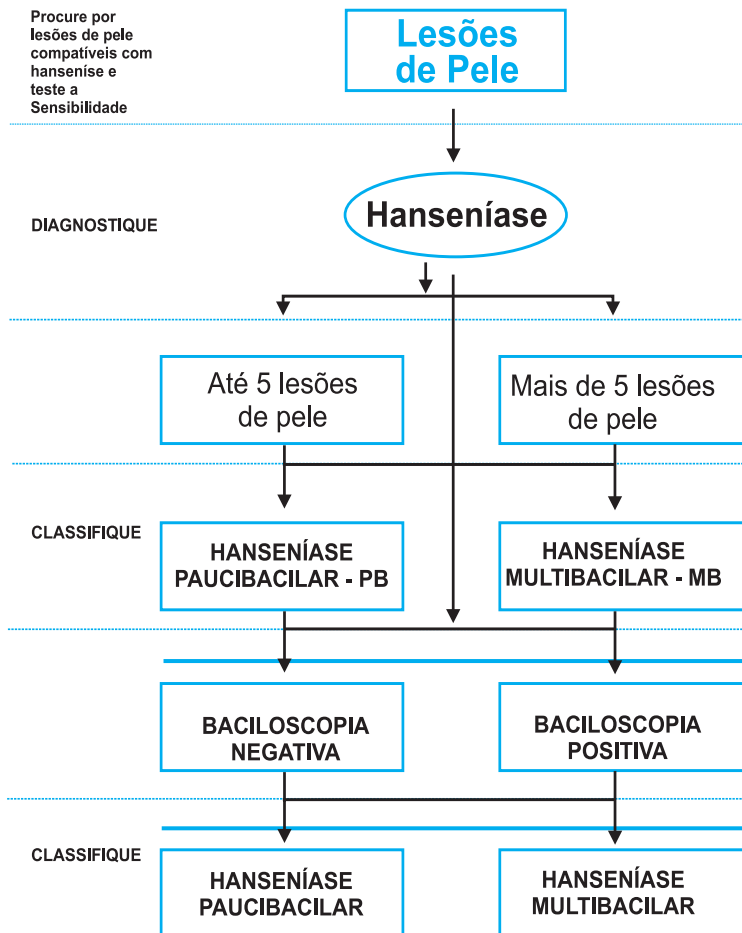 Procure por
lesões de pele
compatíveis com
hanseníse e
teste a
Sensibilidade
Lesões
de Pele
DIAGNOSTIQUE
Hanseníase
Até 5 lesões
de pele
Mais de 5 lesões
de pele
CLASSIFIQUE
HANSENÍASE
PAUCIBACILAR - PB
HANSENÍASE
MULTIBACILAR - MB
BACILOSCOPIA
NEGATIVA
BACILOSCOPIA
POSITIVA
CLASSIFIQUE
HANSENÍASE
PAUCIBACILAR
HANSENÍASE
MULTIBACILAR